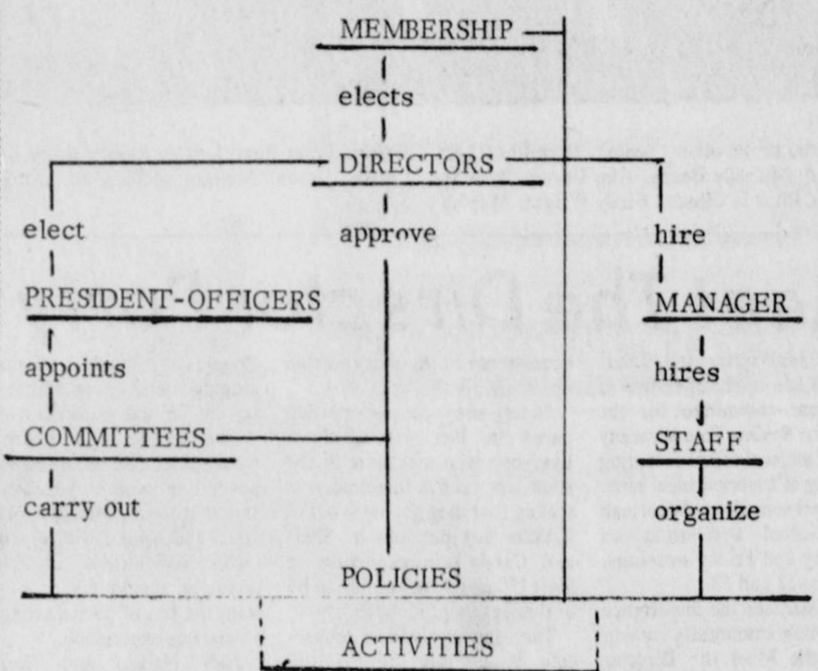 MEMBERSHIP
elects
DIRECTORS
elect
approve
hire
PRESIDENT-OFFICERS
MANAGER
appoints
hires
COMMITTEES
STAFF
carry out
organize
POLICIES
ACTIVITIES